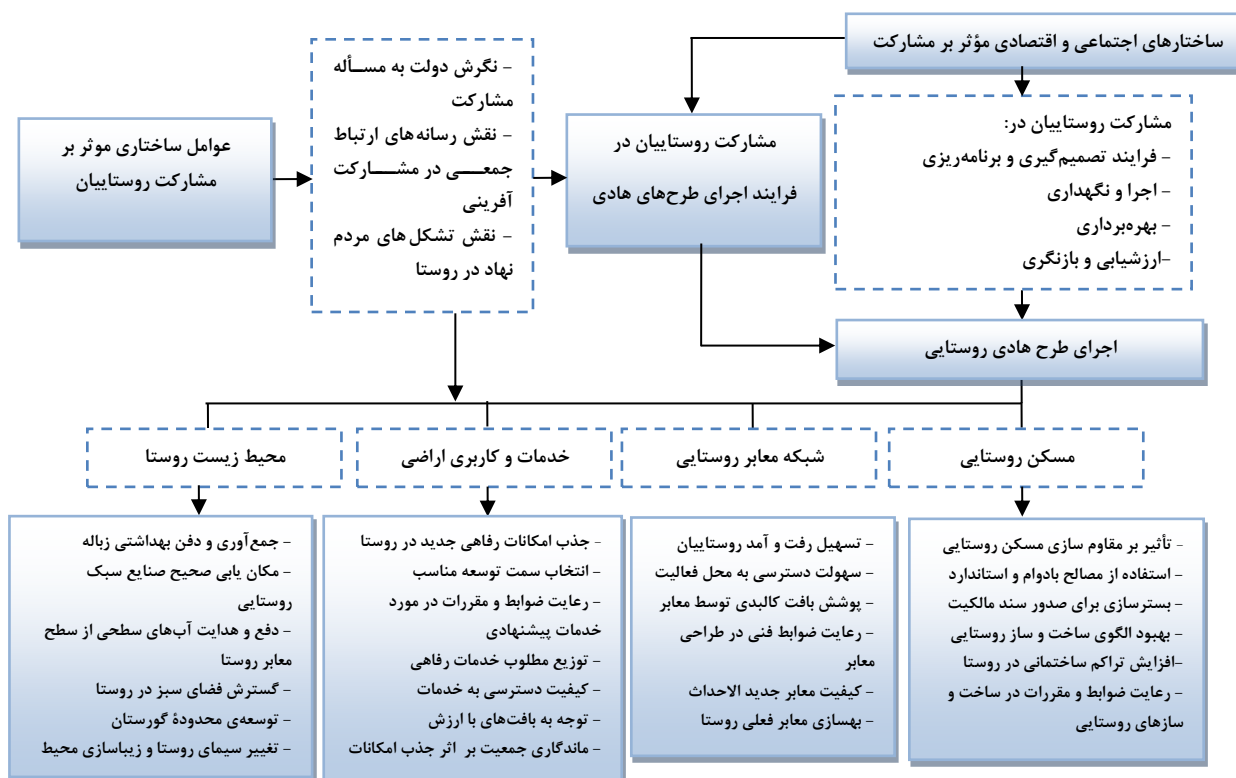 ساختارهای اجتماعی و اقتصادی مؤثر بر مشارکت
مشارکت روستاییان در:
- فرایند تصمیم‌گیری و برنامه‌ریزی
- اجرا و نگهداری
- بهره‌برداری
-ارزشیابی و بازنگری
مشارکت روستاییان در
فرایند اجرای طرح‌های هادی
- نگرش دولت به مســأله
مشارکت
- نقش رسانه‌های ارتباط
جمعـــی در مشـــارکت
آفرینی
- نقش تشکل‌های مردم
نهاد در روستا
عوامل ساختاری موثر بر
مشارکت روستاییان
اجرای طرح هادی روستایی
مسکن روستایی
شبکه معابر روستایی
خدمات و کاربری اراضی
محیط زیست روستا
- تأثیر بر مقاوم سازی مسکن روستایی
- استفاده از مصالح بادوام و استاندارد
- بسترسازی برای صدور سند مالکیت
- بهبود الگوی ساخت و ساز روستایی
-افزایش تراکم ساختمانی در روستا
- رعایت ضوابط و مقررات در ساخت و
سازهای روستایی
- تسهیل رفت و آمد روستاییان
- سهولت دسترسی به محل فعالیت
- پوشش بافت کالبدی توسط معابر
- رعایت ضوابط فنی در طراحی
معابر
- کیفیت معابر جدید الاحداث
- بهسازی معابر فعلی روستا
- جذب امکانات رفاهی جدید در روستا
- انتخاب سمت توسعه مناسب
- رعایت ضوابط و مقررات در مورد
خدمات پیشنهادی
- توزیع مطلوب خدمات رفاهی
- کیفیت دسترسی به خدمات
- توجه به بافت‌های با ارزش
- ماندگاری جمعیت بر اثر جذب امکانات
- جمع‌آوری و دفن بهداشتی زباله
- مکان یابی صحیح صنایع سبک
روستایی
- دفع و هدایت آب‌های سطحی از سطح
معابر روستا
- گسترش فضای سبز در روستا
- توسعه‌ی محدودهٔ گورستان
- تغییر سیمای روستا و زیباسازی محیط